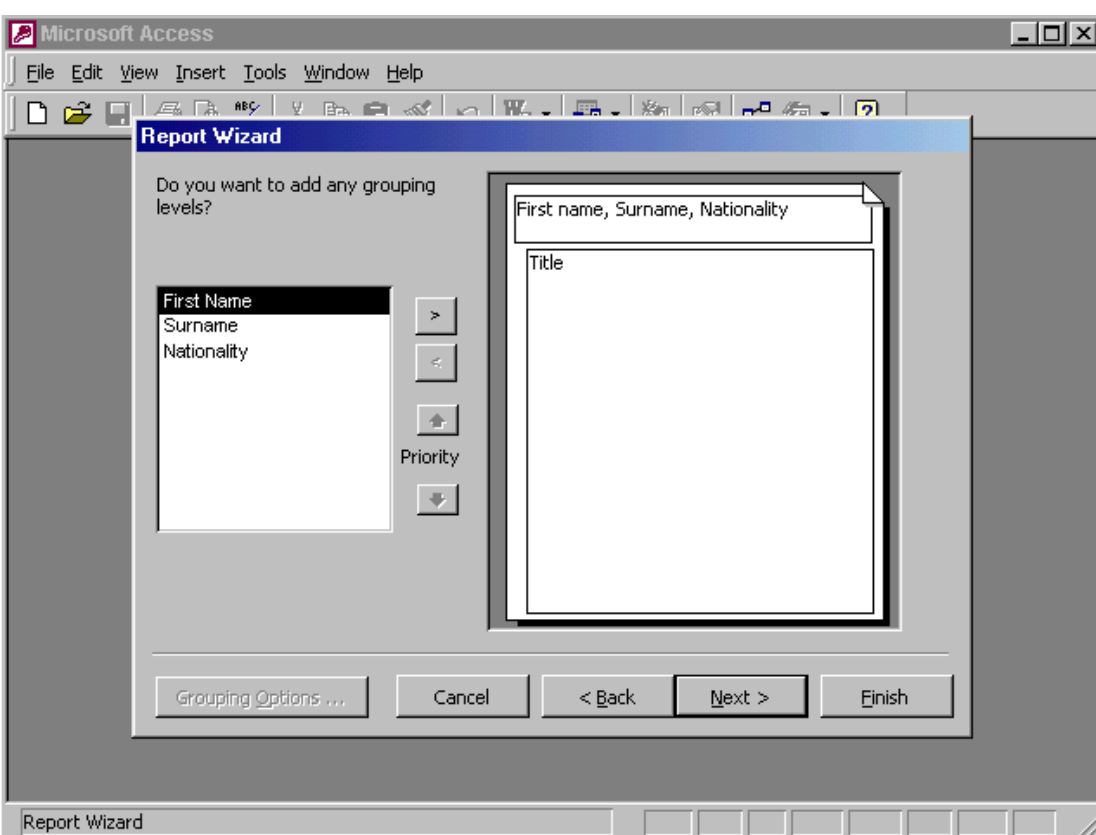 Microsoft Access
File Edit View Insert Tools Window Help
ABC
W
?
Report Wizard
Do you want to add any grouping
levels?
First name, Surname, Nationality
Title
First Name
Surname
Nationality
>
<
Priority
Grouping Options ...
Cancel
< Back
Next >
Finish
Report Wizard